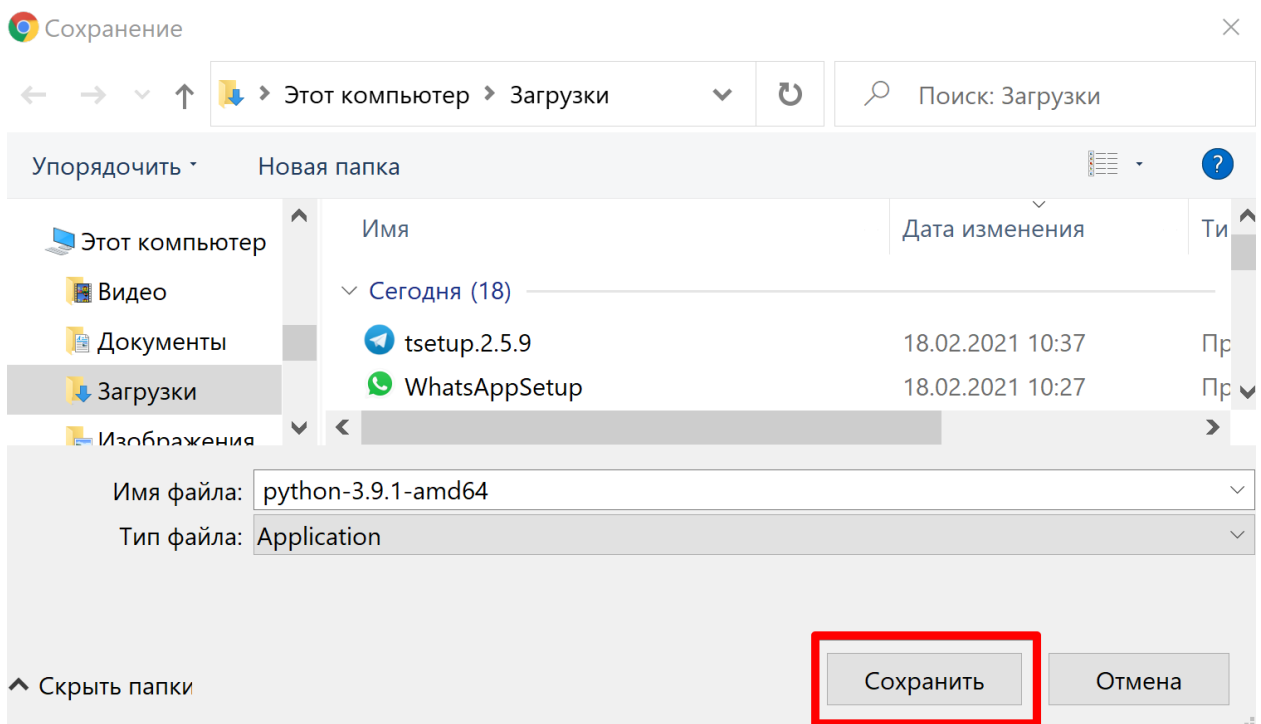 Сохранение
Этот компьютер Загрузки Поиск: Загрузки
Упорядочить Новая папка ?
Этот компьютер Имя Дата изменения Ти
Видео Сегодня (18)
Документы tsetup.2.5.9 18.02.2021 10:37 Пр
Загрузки WhatsAppSetup 18.02.2021 10:27 Пр
Изображения
Имя файла: python-3.9.1-amd64
Тип файла: Application
Скрыть папки Сохранить Отмена